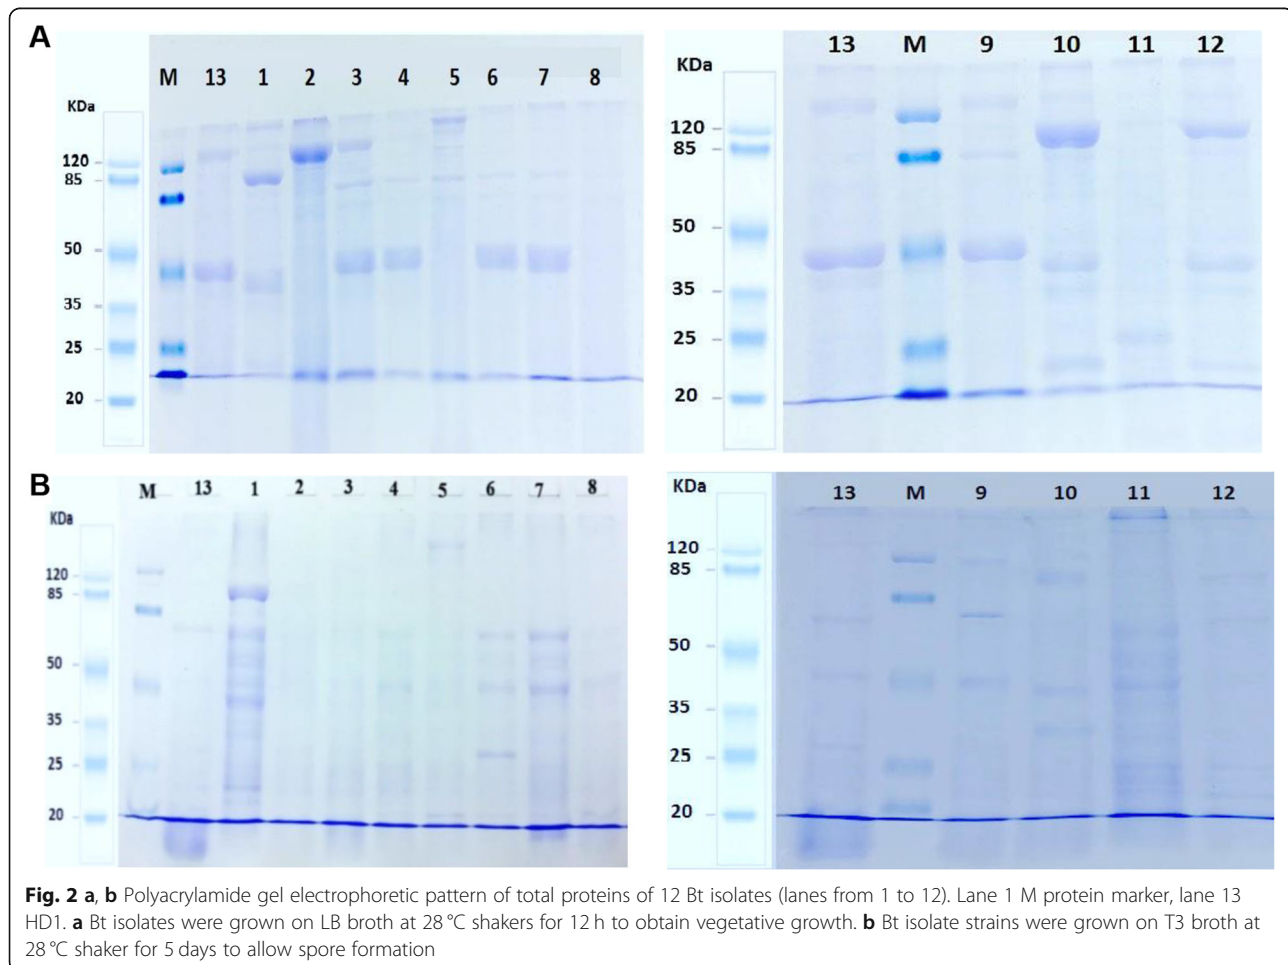 A
M 13 1 2 3 4 5 6 7 8
KDa
120
85
50
35
25
20
13 M 9 10 11 12
KDa
120
85
50
35
25
20
B
M 13 1 2 3 4 5 6 7 8
KDa
120
85
50
35
25
20
13 M 9 10 11 12
KDa
120
85
50
35
25
20
Fig. 2 a, b Polyacrylamide gel electrophoretic pattern of total proteins of 12 Bt isolates (lanes from 1 to 12). Lane 1 M protein marker, lane 13
HD1. a Bt isolates were grown on LB broth at 28 °C shakers for 12 h to obtain vegetative growth. b Bt isolate strains were grown on T3 broth at
28 °C shaker for 5 days to allow spore formation